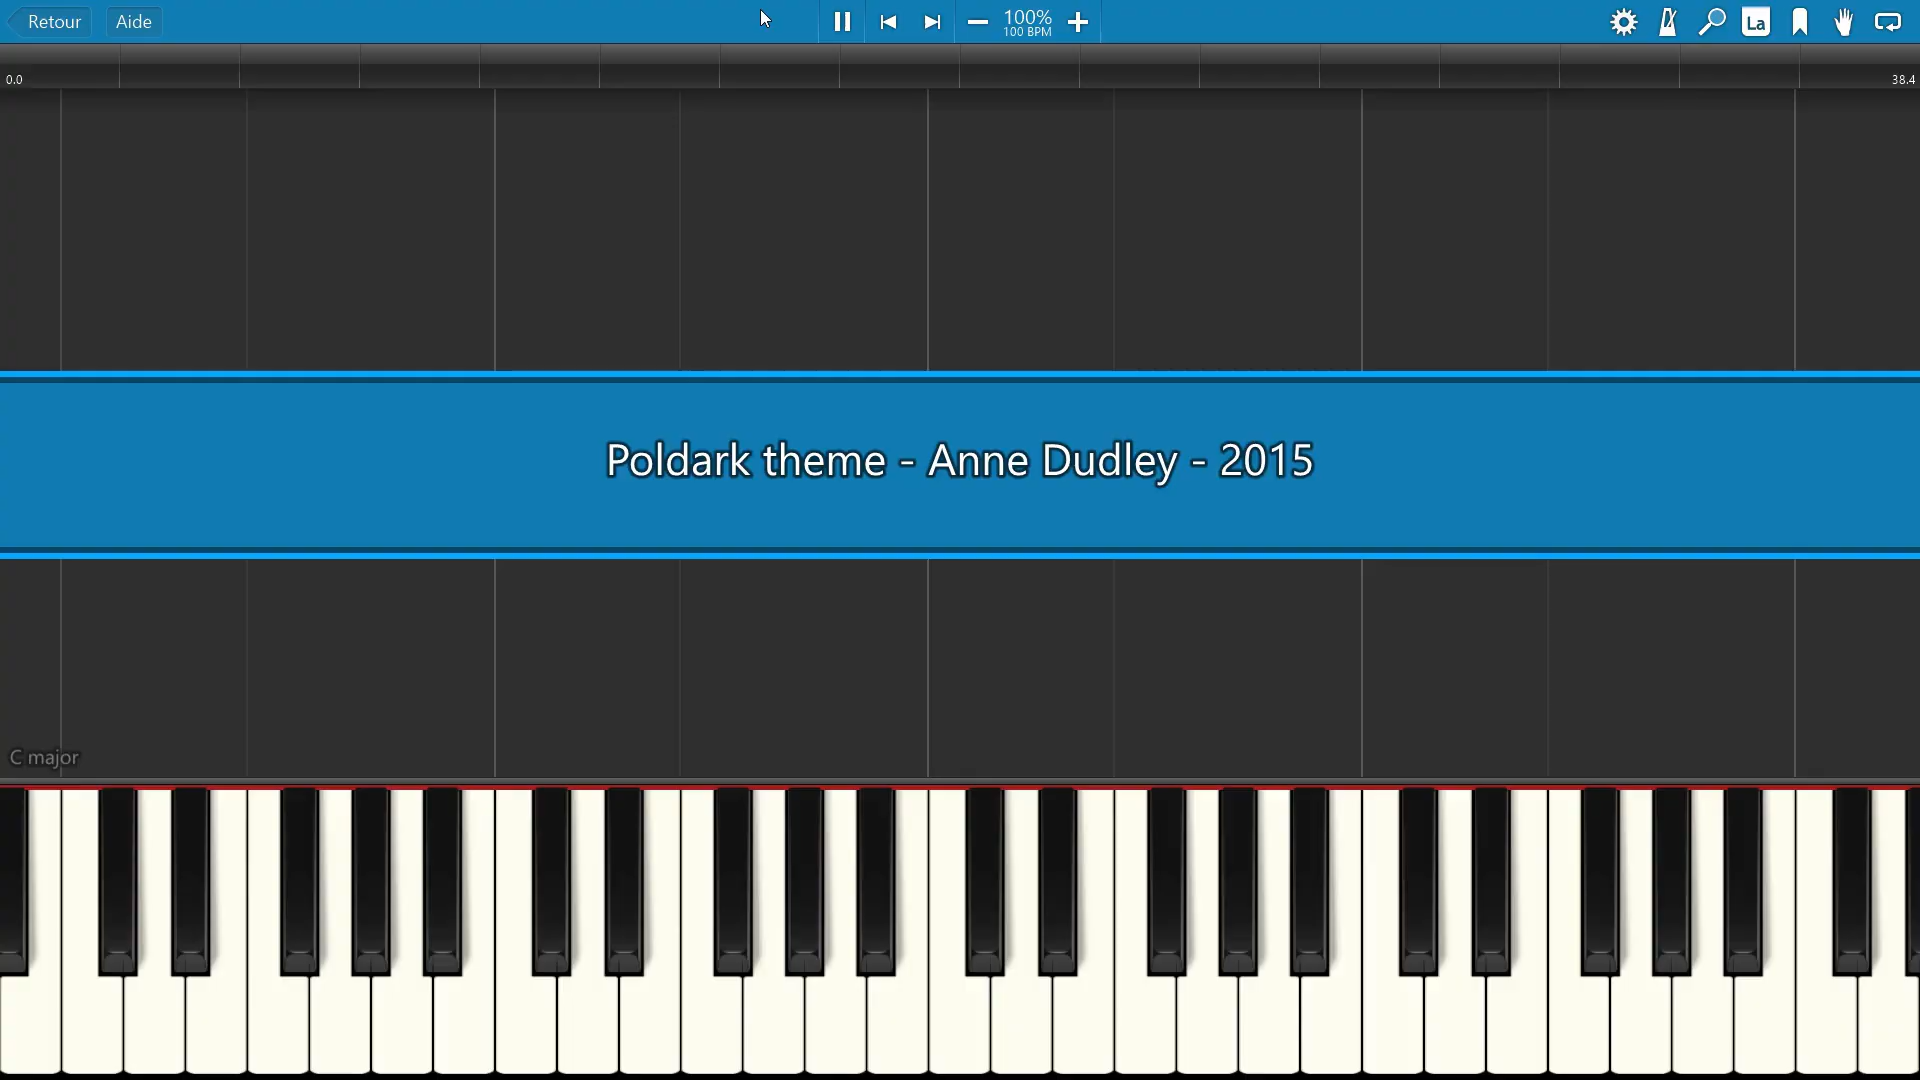 Retour Aide 100% La
100 BPM
0.0 38.4
Poldark theme - Anne Dudley - 2015
C major